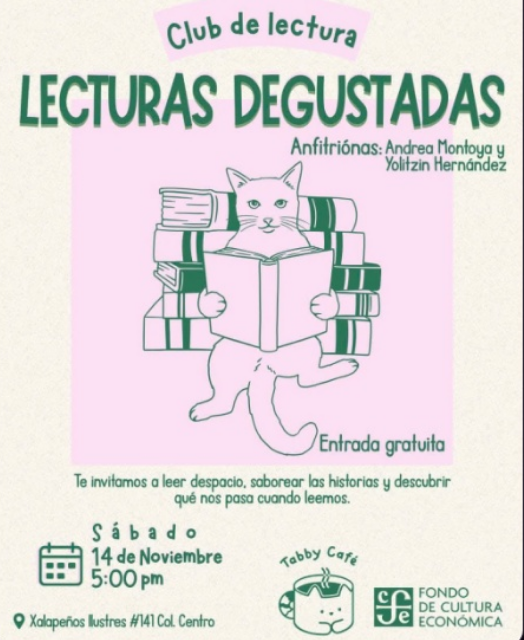 Club de lectura
LECTURAS DEGUSTADAS
Anfitriónas: Andrea Montoya y
Yolitzin Hernández
Entrada gratuita
Te invitamos a leer despacio, saborear las historias y descubrir
qué nos pasa cuando leemos.
Sábado
14 de Noviembre
5:00 pm
Xalapeños Ilustres #141 Col. Centro
Tabby Café
cfe
FONDO
DE CULTURA
ECONÓMICA